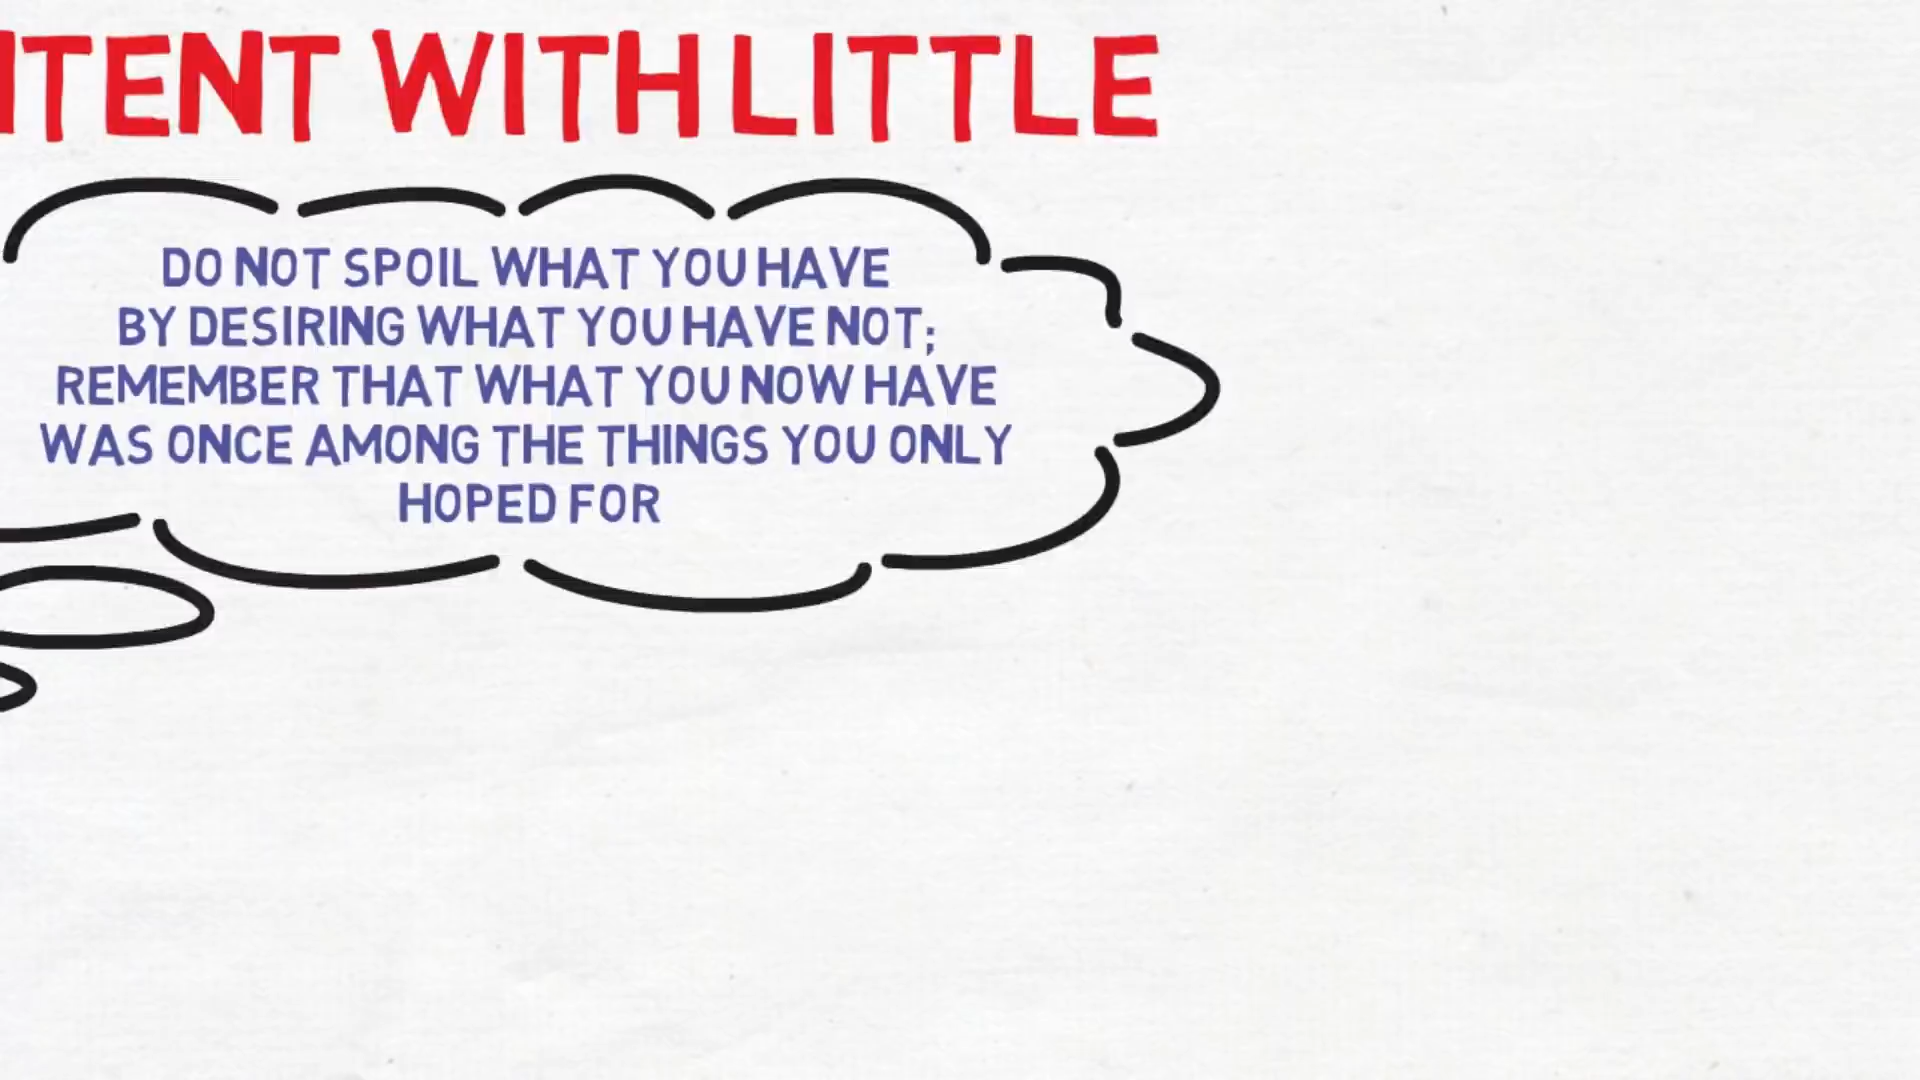 NTENT WITH LITTLE
DO NOT SPOIL WHAT YOU HAVE
BY DESIRING WHAT YOU HAVE NOT;
REMEMBER THAT WHAT YOU NOW HAVE
WAS ONCE AMONG THE THINGS YOU ONLY
HOPED FOR